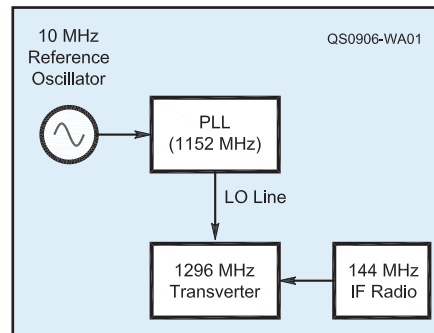 10 MHz
Reference
Oscillator
QS0906-WA01
PLL
(1152 MHz)
LO Line
1296 MHz
Transverter
144 MHz
IF Radio